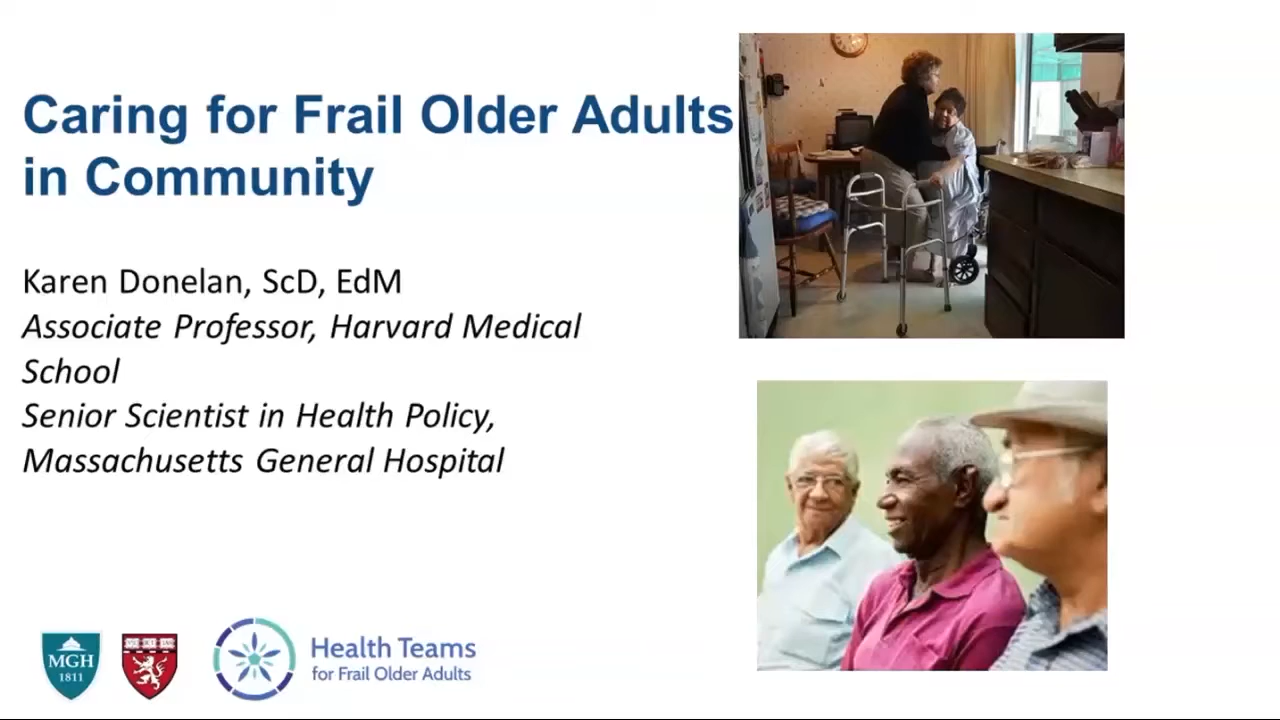 Caring for Frail Older Adults
in Community
Karen Donelan, ScD, EdM
Associate Professor, Harvard Medical
School
Senior Scientist in Health Policy,
Massachusetts General Hospital
MGH
1811
Health Teams
for Frail Older Adults